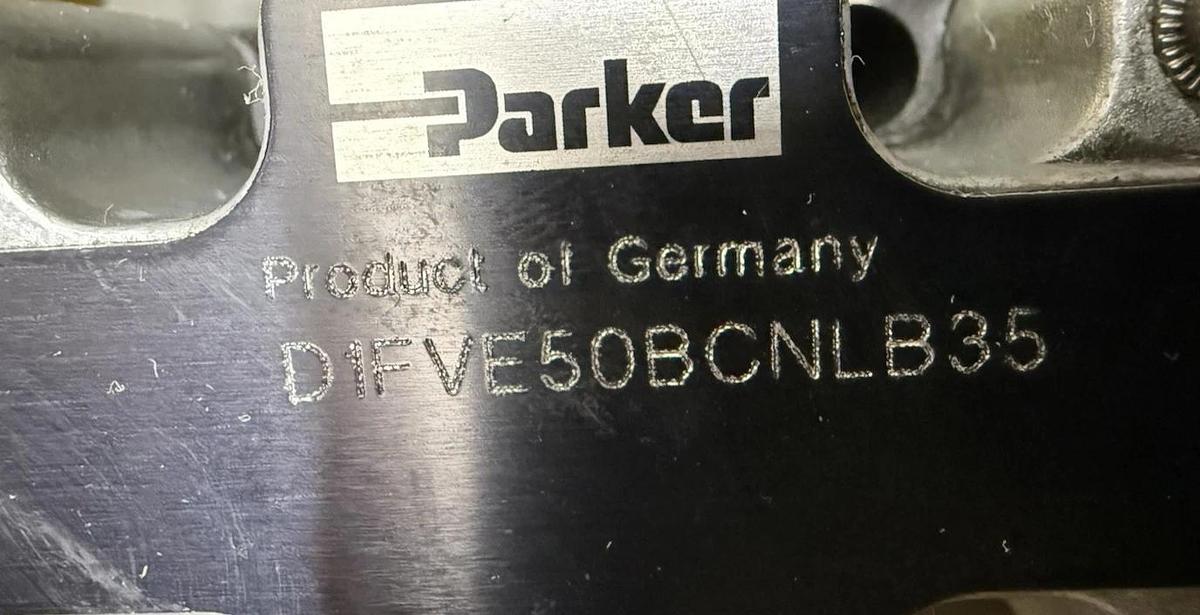 Parker
Product of Germany
D1FVE50BCNLB35